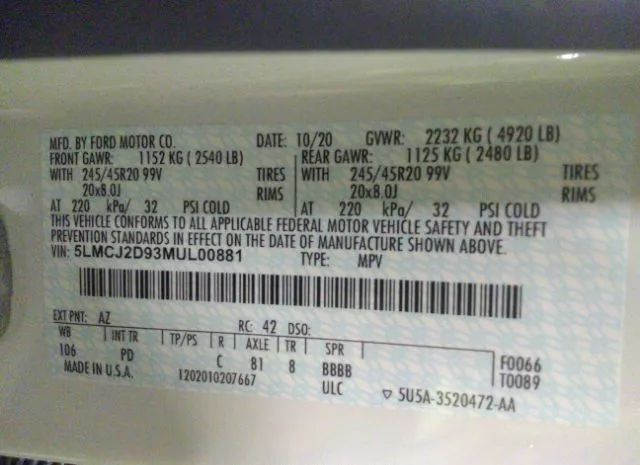 MFD. BY FORD MOTOR CO. DATE: 10/20 GVWR: 2232 KG ( 4920 LB)
FRONT GAWR: 1152 KG ( 2540 LB) REAR GAWR: 1125 KG ( 2480 LB)
WITH 245/45R20 99V TIRES WITH 245/45R20 99V TIRES
20x8.0J RIMS 20x8.0J RIMS
AT 220 kPa/ 32 PSI COLD AT 220 kPa/ 32 PSI COLD
THIS VEHICLE CONFORMS TO ALL APPLICABLE FEDERAL MOTOR VEHICLE SAFETY AND THEFT
PREVENTION STANDARDS IN EFFECT ON THE DATE OF MANUFACTURE SHOWN ABOVE.
VIN: 5LMCJ2D93MUL00881 TYPE: MPV
EXT PNT: AZ RC: 42 DSO:
WB INT TR TP/PS R AXLE TR SPR F0066
106 PD C 81 8 BBBB T0089
MADE IN U.S.A. 1202010207667 ULC ▽ 5U5A-3520472-AA